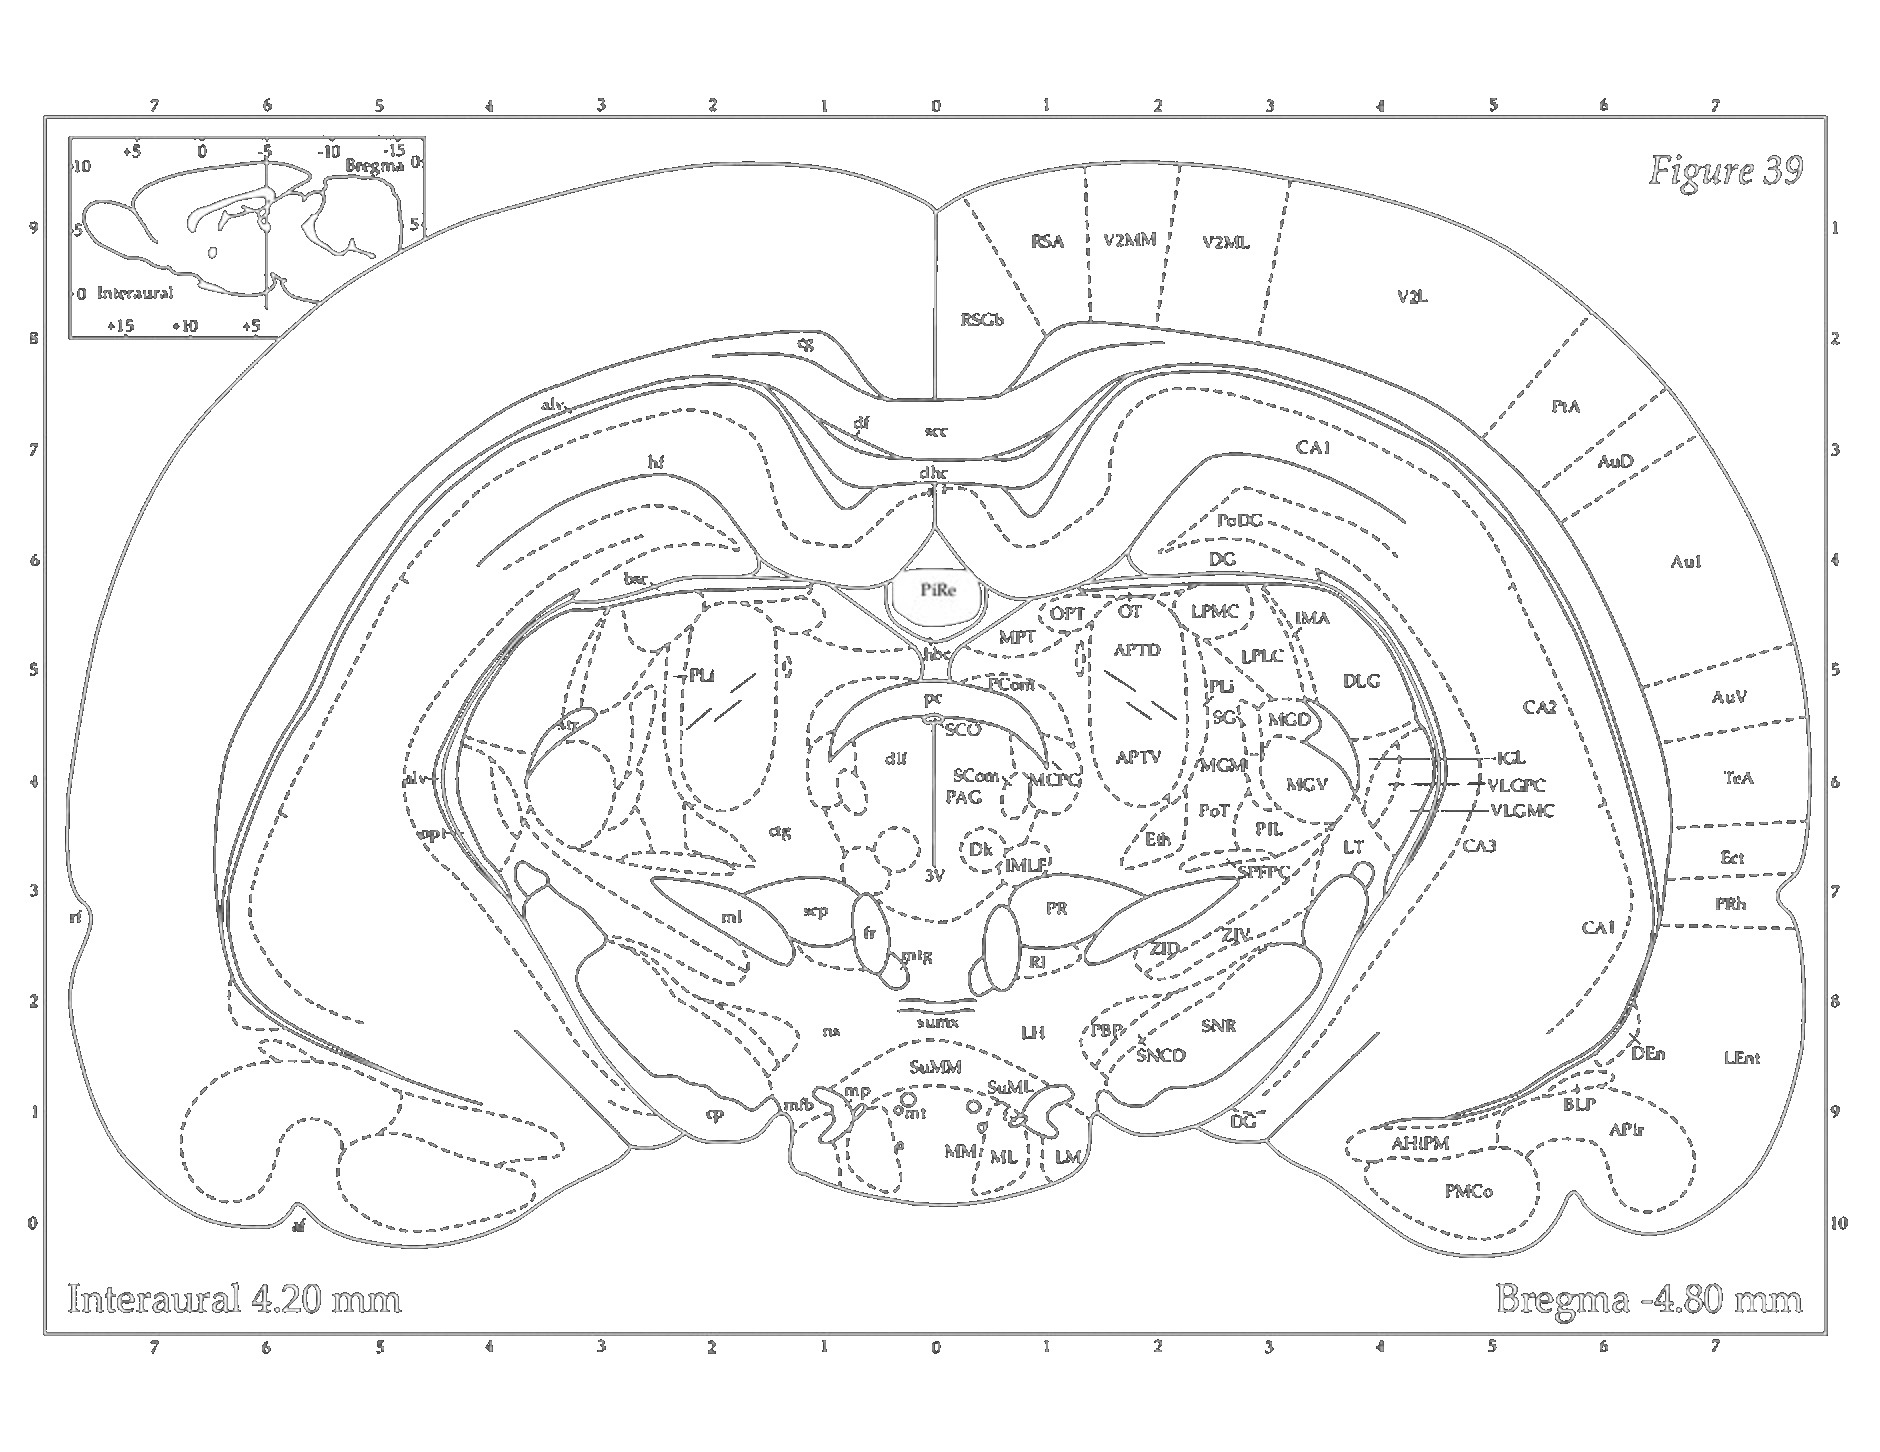 7 6 5 4 3 2 1 0 1 2 3 4 5 6 7
+5 0 -5 -10 -15
Bregma
10 0
5 5
0 Interaural
+15 +10 +5
Figure 39
9 1
RSA V2MM V2ML
V2L
RSGb
8 2
cg
alv
PtA
df
scc
7 3
CA1
AuD
hf
dhc
PoDG
6 4
DG
Au1
bsr
PiRe
OPT OT LPMC IMA
MPT
hbc APTD LPLC
5 5
PLi PCom PLi DLG
pc
AuV
CA2
str SG MGD
SCO
dlf APTV MGM IGL
4 6
alv SCom MCPC MGV VLGPC TeA
PAG
PoT VLGMC
npl ctg Eth PIL
Dk LT CA3
IMLF SPFPC Ect
3V
3 7
rf ml scp PR PRh
fr ZIV CA1
mtg RI ZID
2 8
sumx
ns LH PBP SNR
SNCD DEn LEnt
SuMM
mp SuML
mfb mt
1 9
cp DG BLP
APir
MM ML LM AHiPM
PMCo
0 10
af
Interaural 4.20 mm
Bregma -4.80 mm
7 6 5 4 3 2 1 0 1 2 3 4 5 6 7